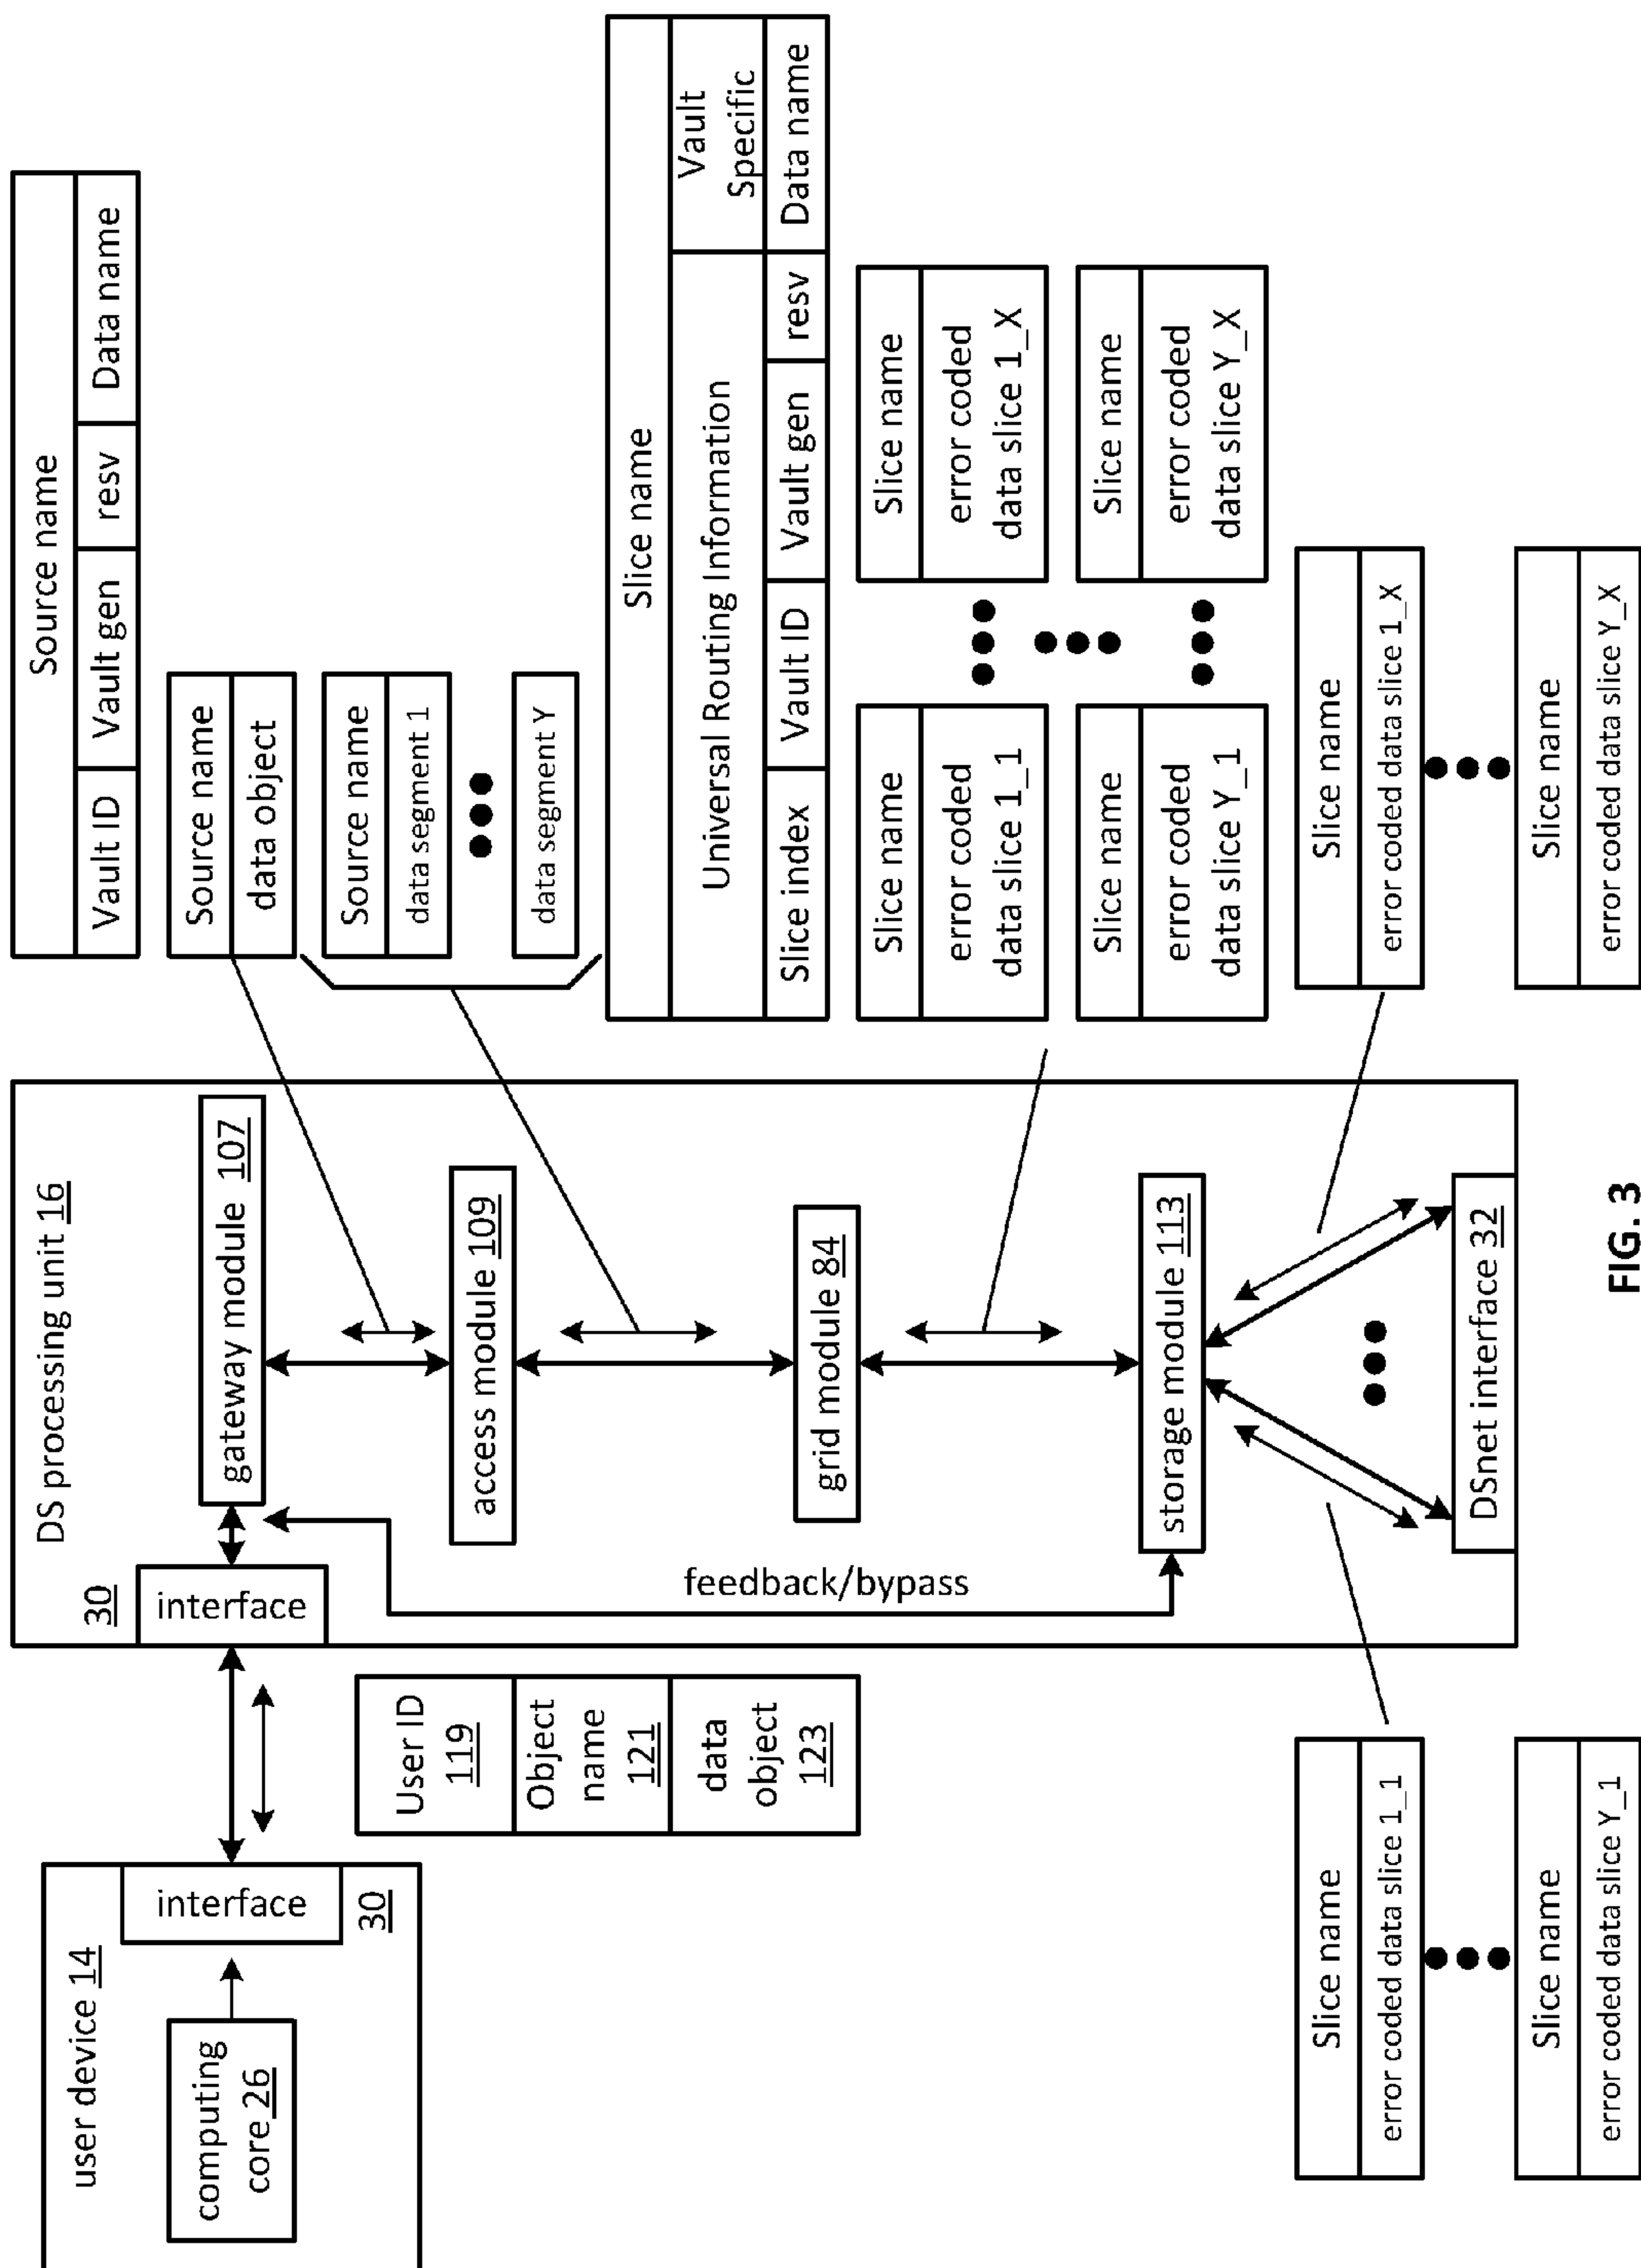 user device 14
computing
core 26
interface
30
User ID
119
Object
name
121
data
object
123
DS processing unit 16
30
interface
gateway module 107
access module 109
grid module 84
storage module 113
DSnet interface 32
feedback/bypass
Source name
Vault ID
Vault gen
resv
Data name
Source name
data object
Source name
data segment 1
data segment Y
Slice name
Universal Routing Information
Vault
Specific
Slice index
Vault ID
Vault gen
resv
Data name
Slice name
error coded
data slice 1_1
Slice name
error coded
data slice 1_X
Slice name
error coded
data slice Y_1
Slice name
error coded
data slice Y_X
Slice name
error coded data slice 1_1
Slice name
error coded data slice Y_1
Slice name
error coded data slice 1_X
Slice name
error coded data slice Y_X
FIG. 3